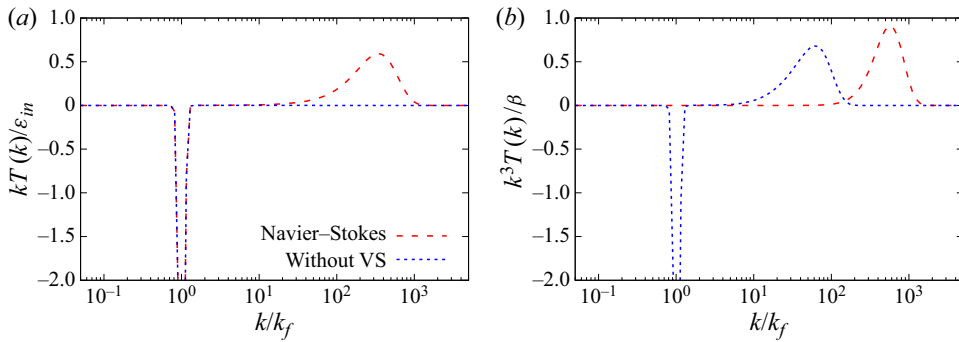 (a)
1.0
0.5
0
−0.5
−1.0
−1.5
−2.0
kT (k)/ε_in
Navier–Stokes
Without VS
10^−1 10^0 10^1 10^2 10^3
k/k_f
(b)
1.0
0.5
0
−0.5
−1.0
−1.5
−2.0
k^3T (k)/β
10^−1 10^0 10^1 10^2 10^3
k/k_f